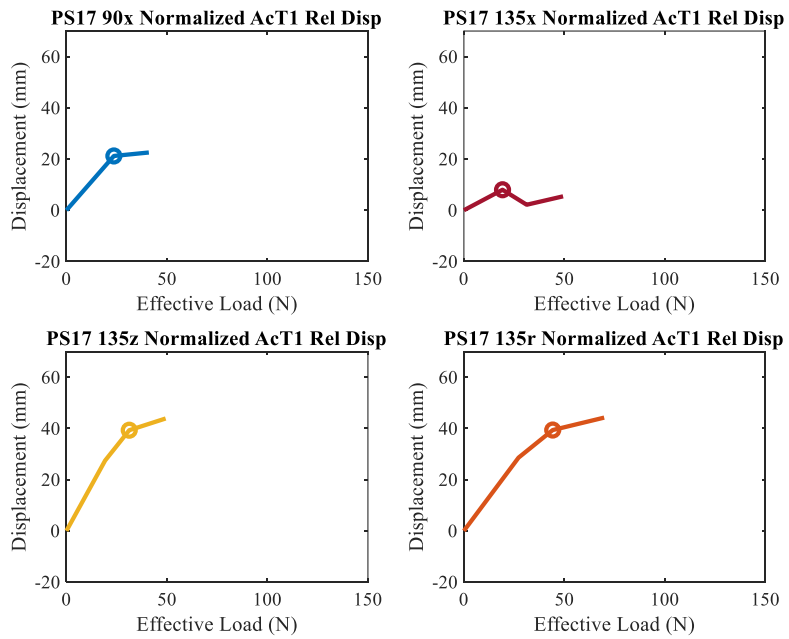 PS17 90x Normalized AcT1 Rel Disp
60
40
20
0
-20
Displacement (mm)
0 50 100 150
Effective Load (N)
PS17 135x Normalized AcT1 Rel Disp
60
40
20
0
-20
Displacement (mm)
0 50 100 150
Effective Load (N)
PS17 135z Normalized AcT1 Rel Disp
60
40
20
0
-20
Displacement (mm)
0 50 100 150
Effective Load (N)
PS17 135r Normalized AcT1 Rel Disp
60
40
20
0
-20
Displacement (mm)
0 50 100 150
Effective Load (N)